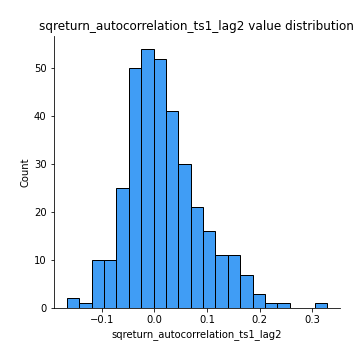 sqreturn_autocorrelation_ts1_lag2 value distribution
50
40
30
20
10
0
Count
−0.1 0.0 0.1 0.2 0.3
sqreturn_autocorrelation_ts1_lag2